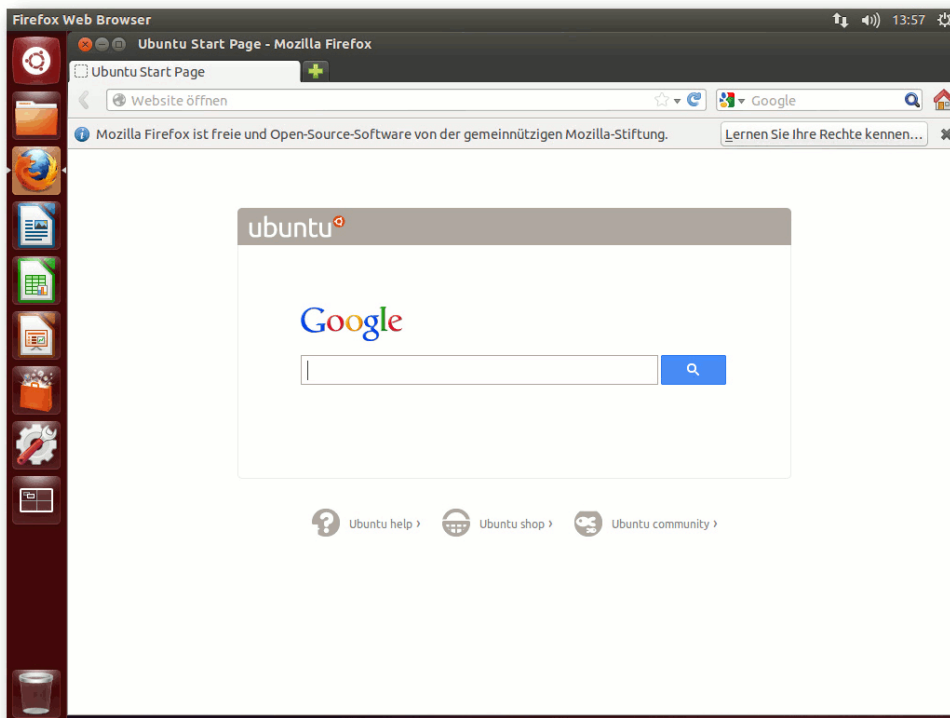 Firefox Web Browser
13:57
Ubuntu Start Page - Mozilla Firefox
Ubuntu Start Page
Website öffnen
Google
Mozilla Firefox ist freie und Open-Source-Software von der gemeinnützigen Mozilla-Stiftung.
Lernen Sie Ihre Rechte kennen…
ubuntu
Google
Ubuntu help ›
Ubuntu shop ›
Ubuntu community ›